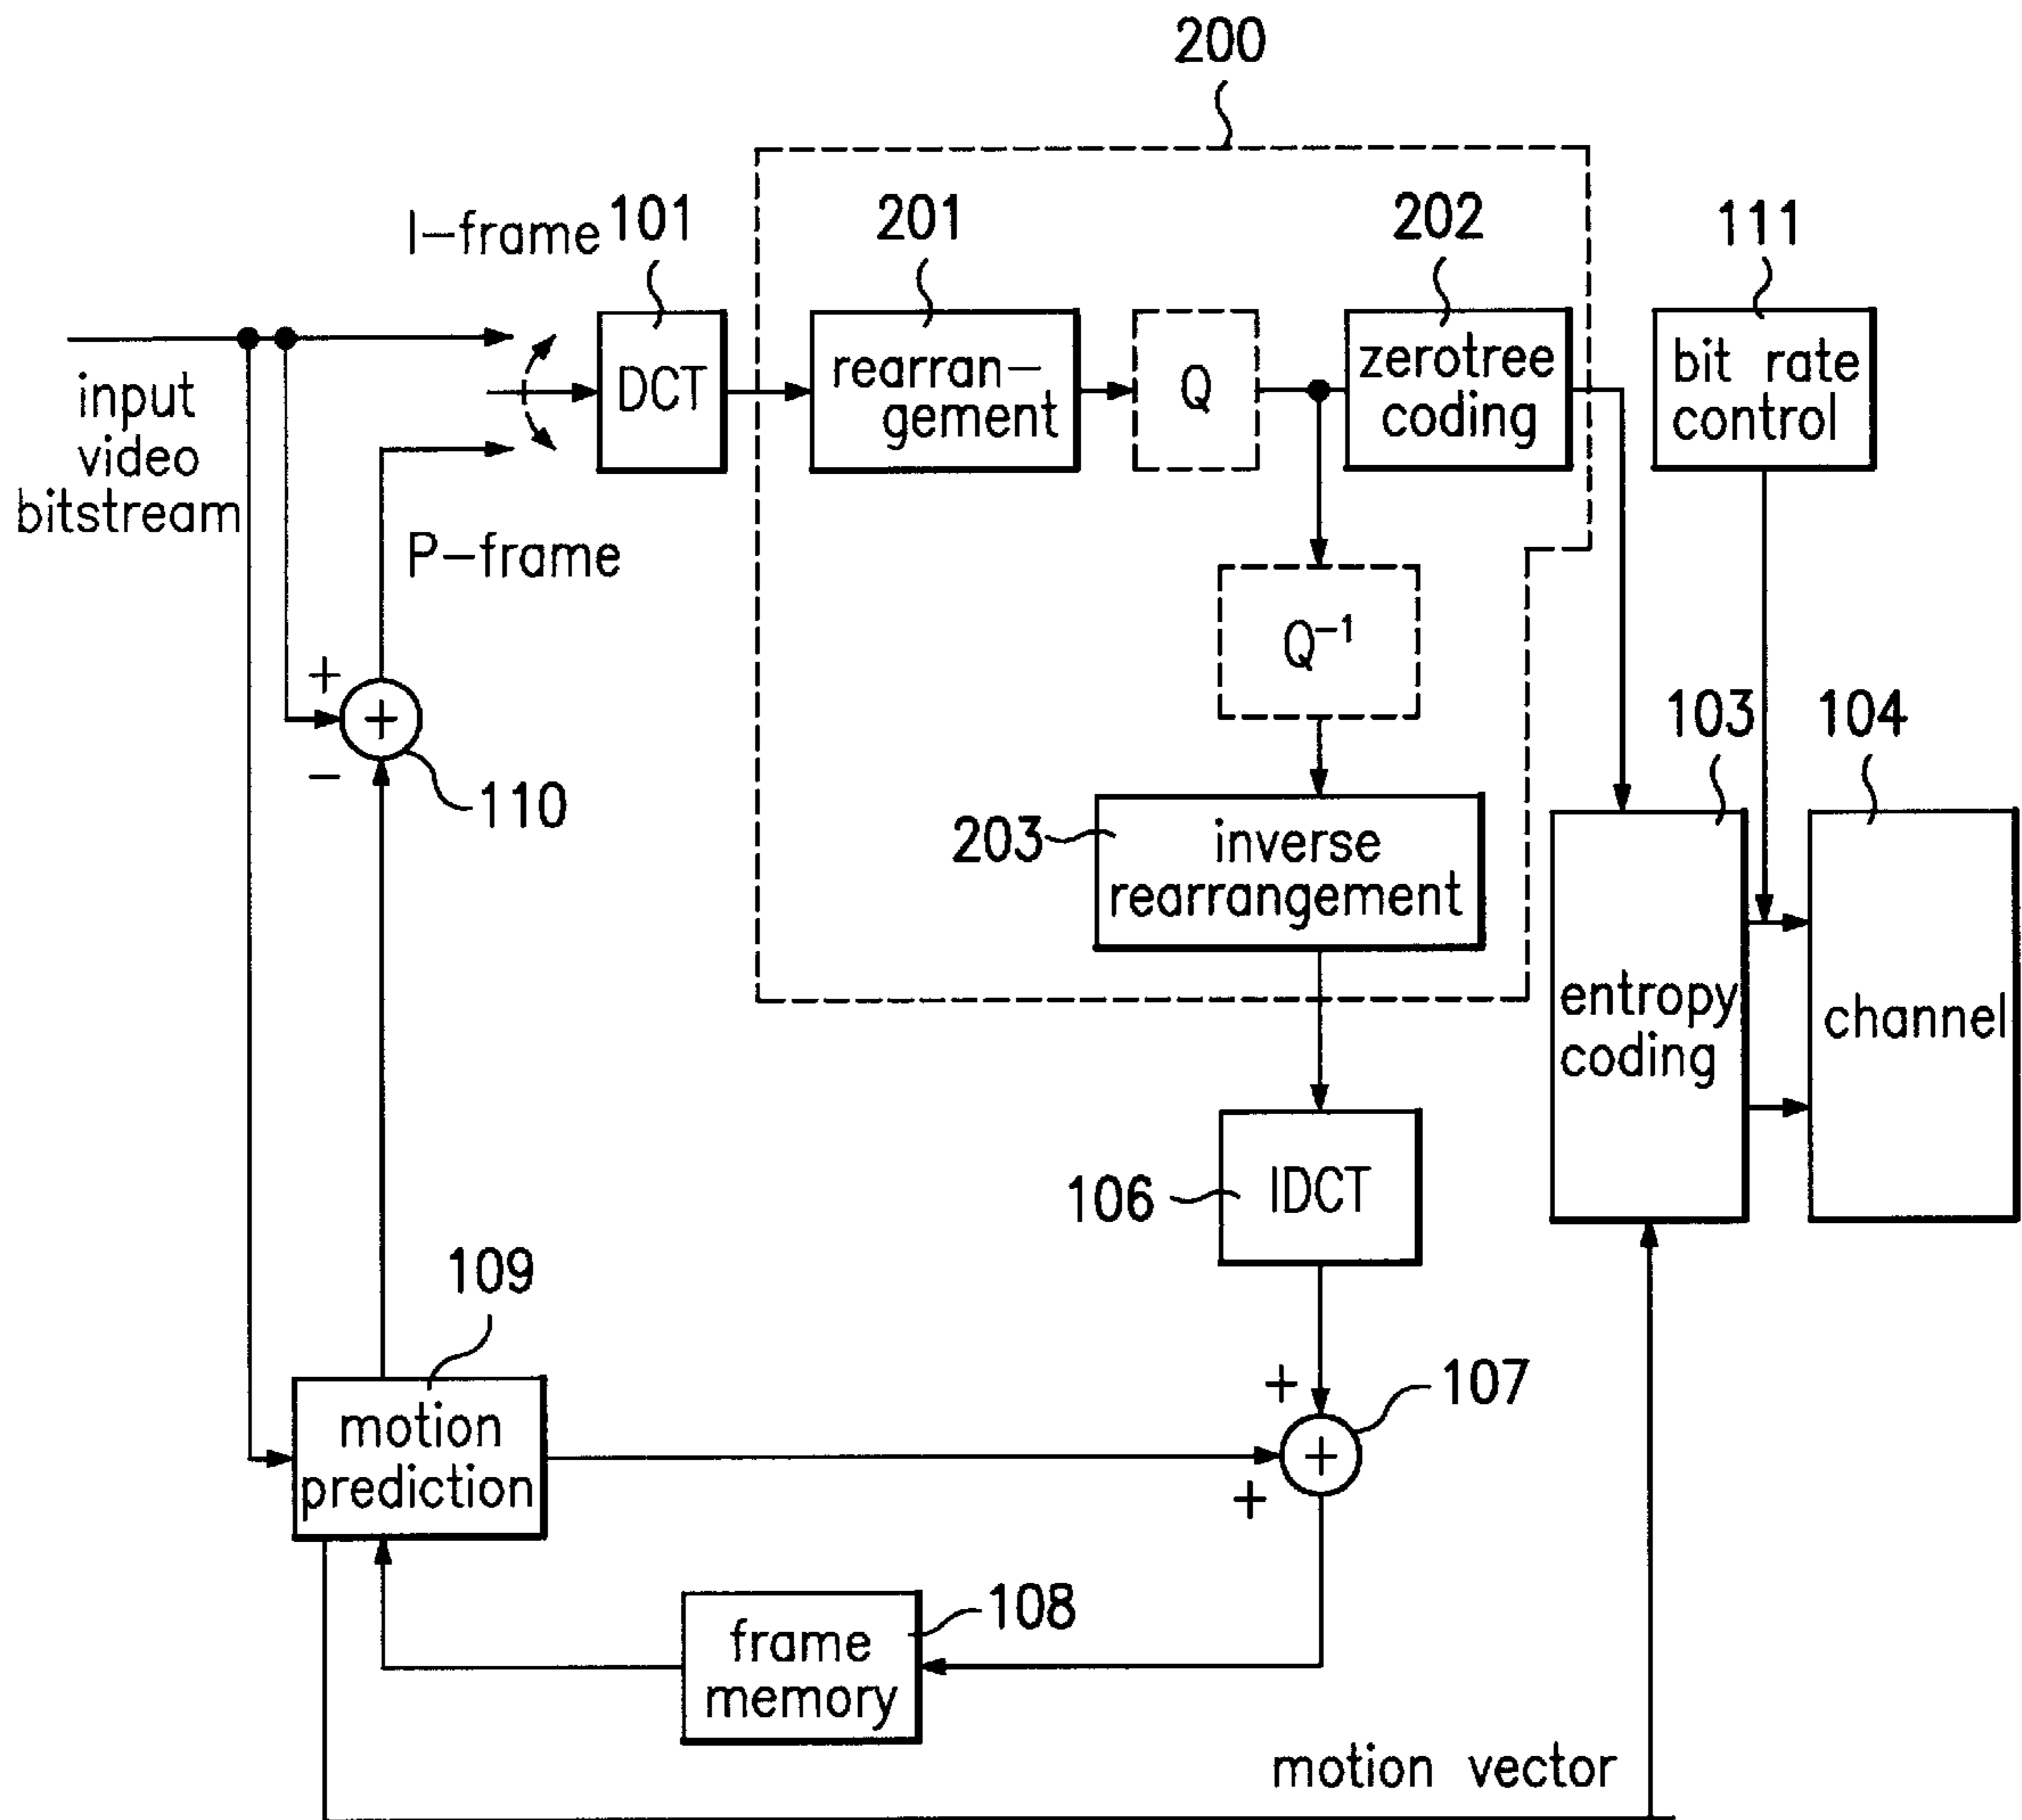 200
I-frame
101
201
202
111
input
video
bitstream
DCT
rearran-
gement
Q
zerotree
coding
bit rate
control
P-frame
Q-1
+
+
-
110
103
104
203
inverse
rearrangement
entropy
coding
channel
106
IDCT
109
motion
prediction
+
107
+
+
108
frame
memory
motion vector